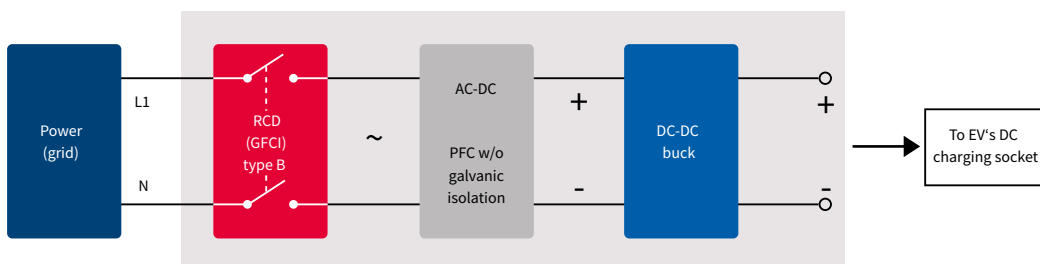 Power
(grid)
L1
N
RCD
(GFCI)
type B
~
AC-DC
PFC w/o
galvanic
isolation
+
-
DC-DC
buck
+
-
To EV‘s DC
charging socket